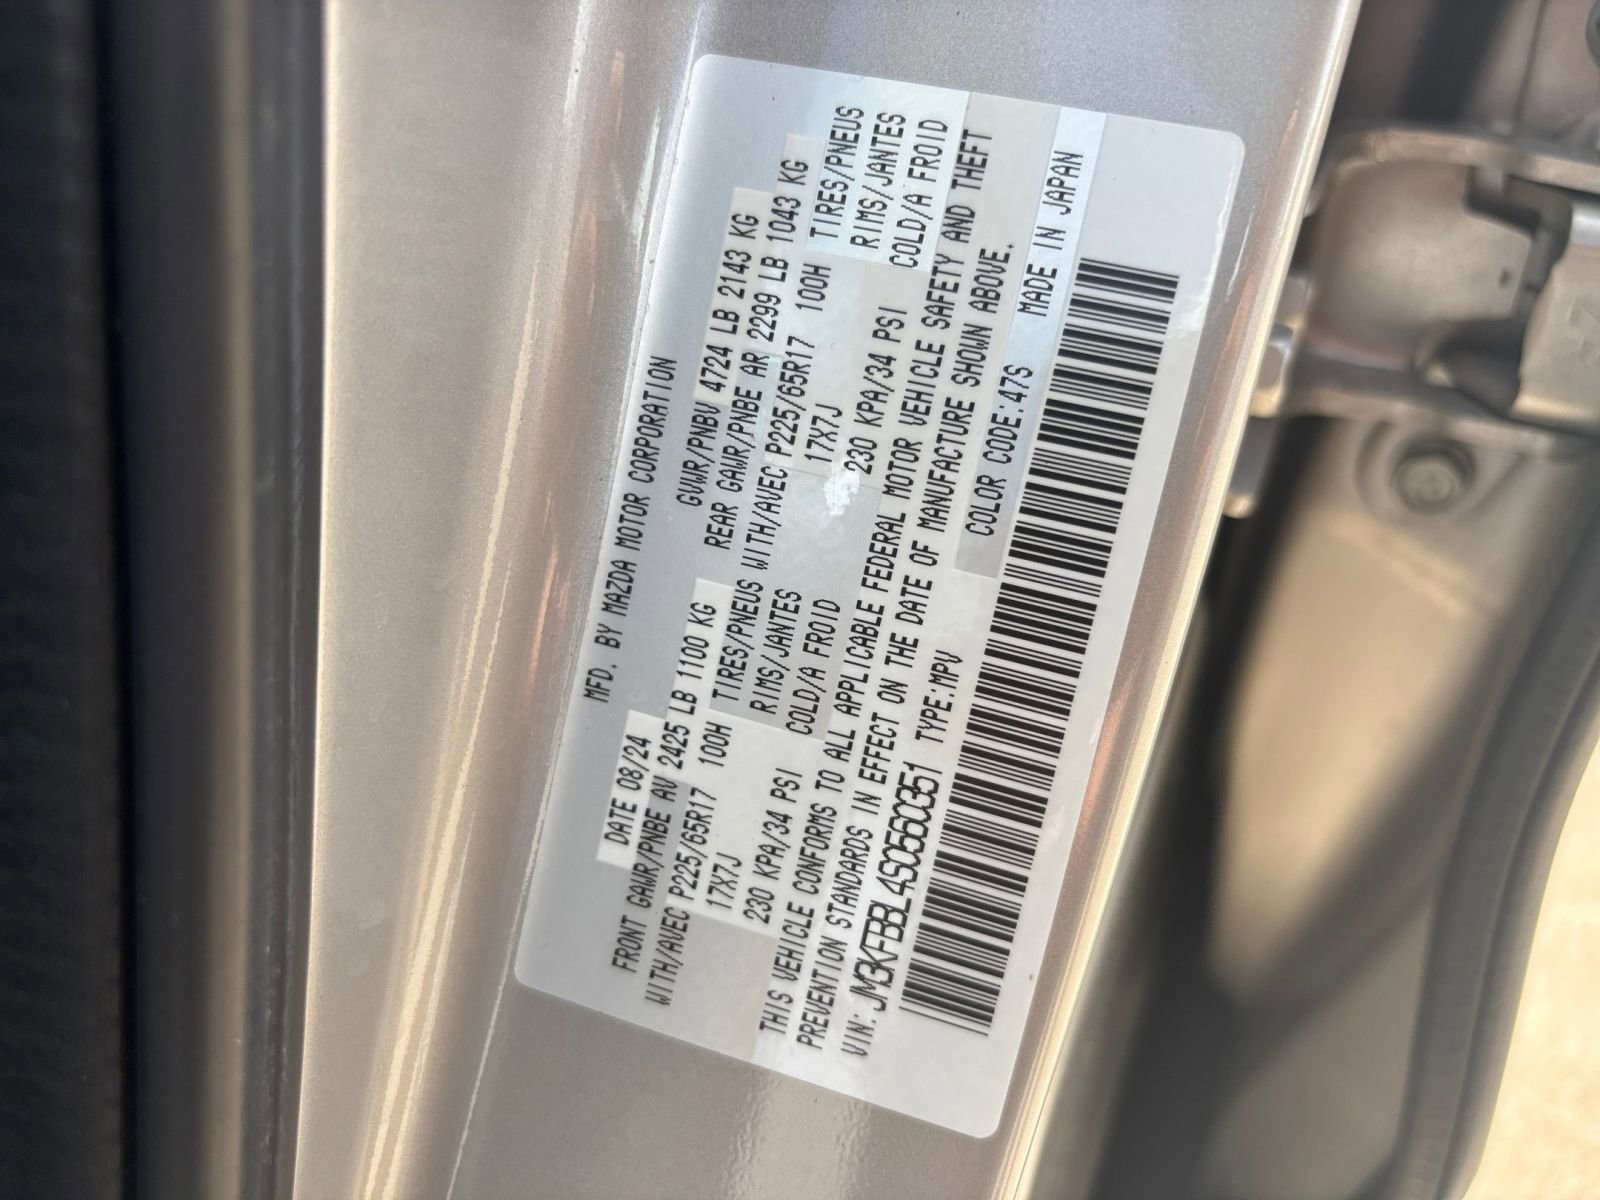 MFD. BY MAZDA MOTOR CORPORATION
DATE 08/24 GVWR/PNBV 4724 LB 2143 KG
FRONT GAWR/PNBE AV 2425 LB 1100 KG REAR GAWR/PNBE AR 2299 LB 1043 KG
WITH/AVEC P225/65R17 100H TIRES/PNEUS WITH/AVEC P225/65R17 100H TIRES/PNEUS
17X7J RIMS/JANTES 17X7J RIMS/JANTES
230 KPA/34 PSI COLD/A FROID 230 KPA/34 PSI COLD/A FROID
THIS VEHICLE CONFORMS TO ALL APPLICABLE FEDERAL MOTOR VEHICLE SAFETY AND THEFT
PREVENTION STANDARDS IN EFFECT ON THE DATE OF MANUFACTURE SHOWN ABOVE.
VIN: JM3KFBBL4S0560351 TYPE:MPV COLOR CODE:47S MADE IN JAPAN